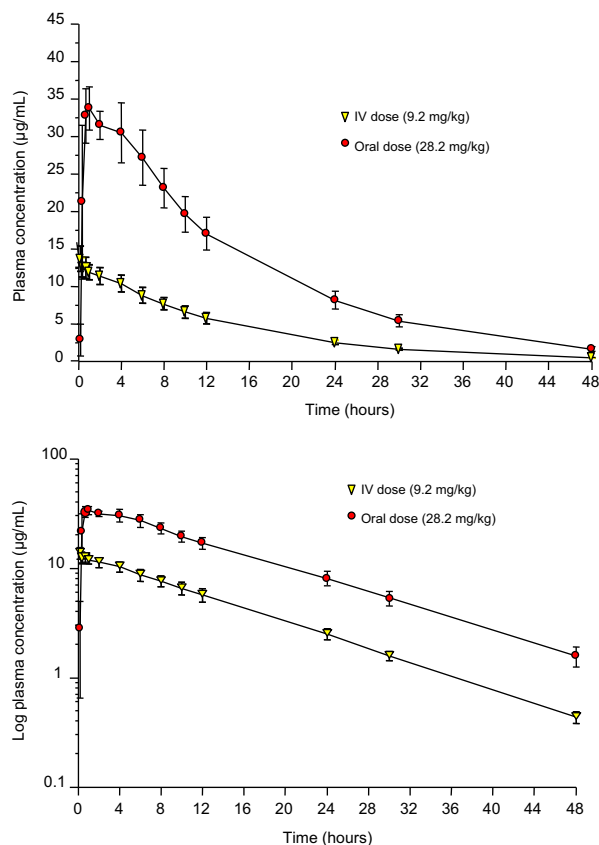 45
40
35
30
25
20
15
10
5
0
Plasma concentration (µg/mL)
IV dose (9.2 mg/kg)
Oral dose (28.2 mg/kg)
0 4 8 12 16 20 24 28 32 36 40 44 48
Time (hours)
100
10
1
0.1
Log plasma concentration (µg/mL)
IV dose (9.2 mg/kg)
Oral dose (28.2 mg/kg)
0 4 8 12 16 20 24 28 32 36 40 44 48
Time (hours)